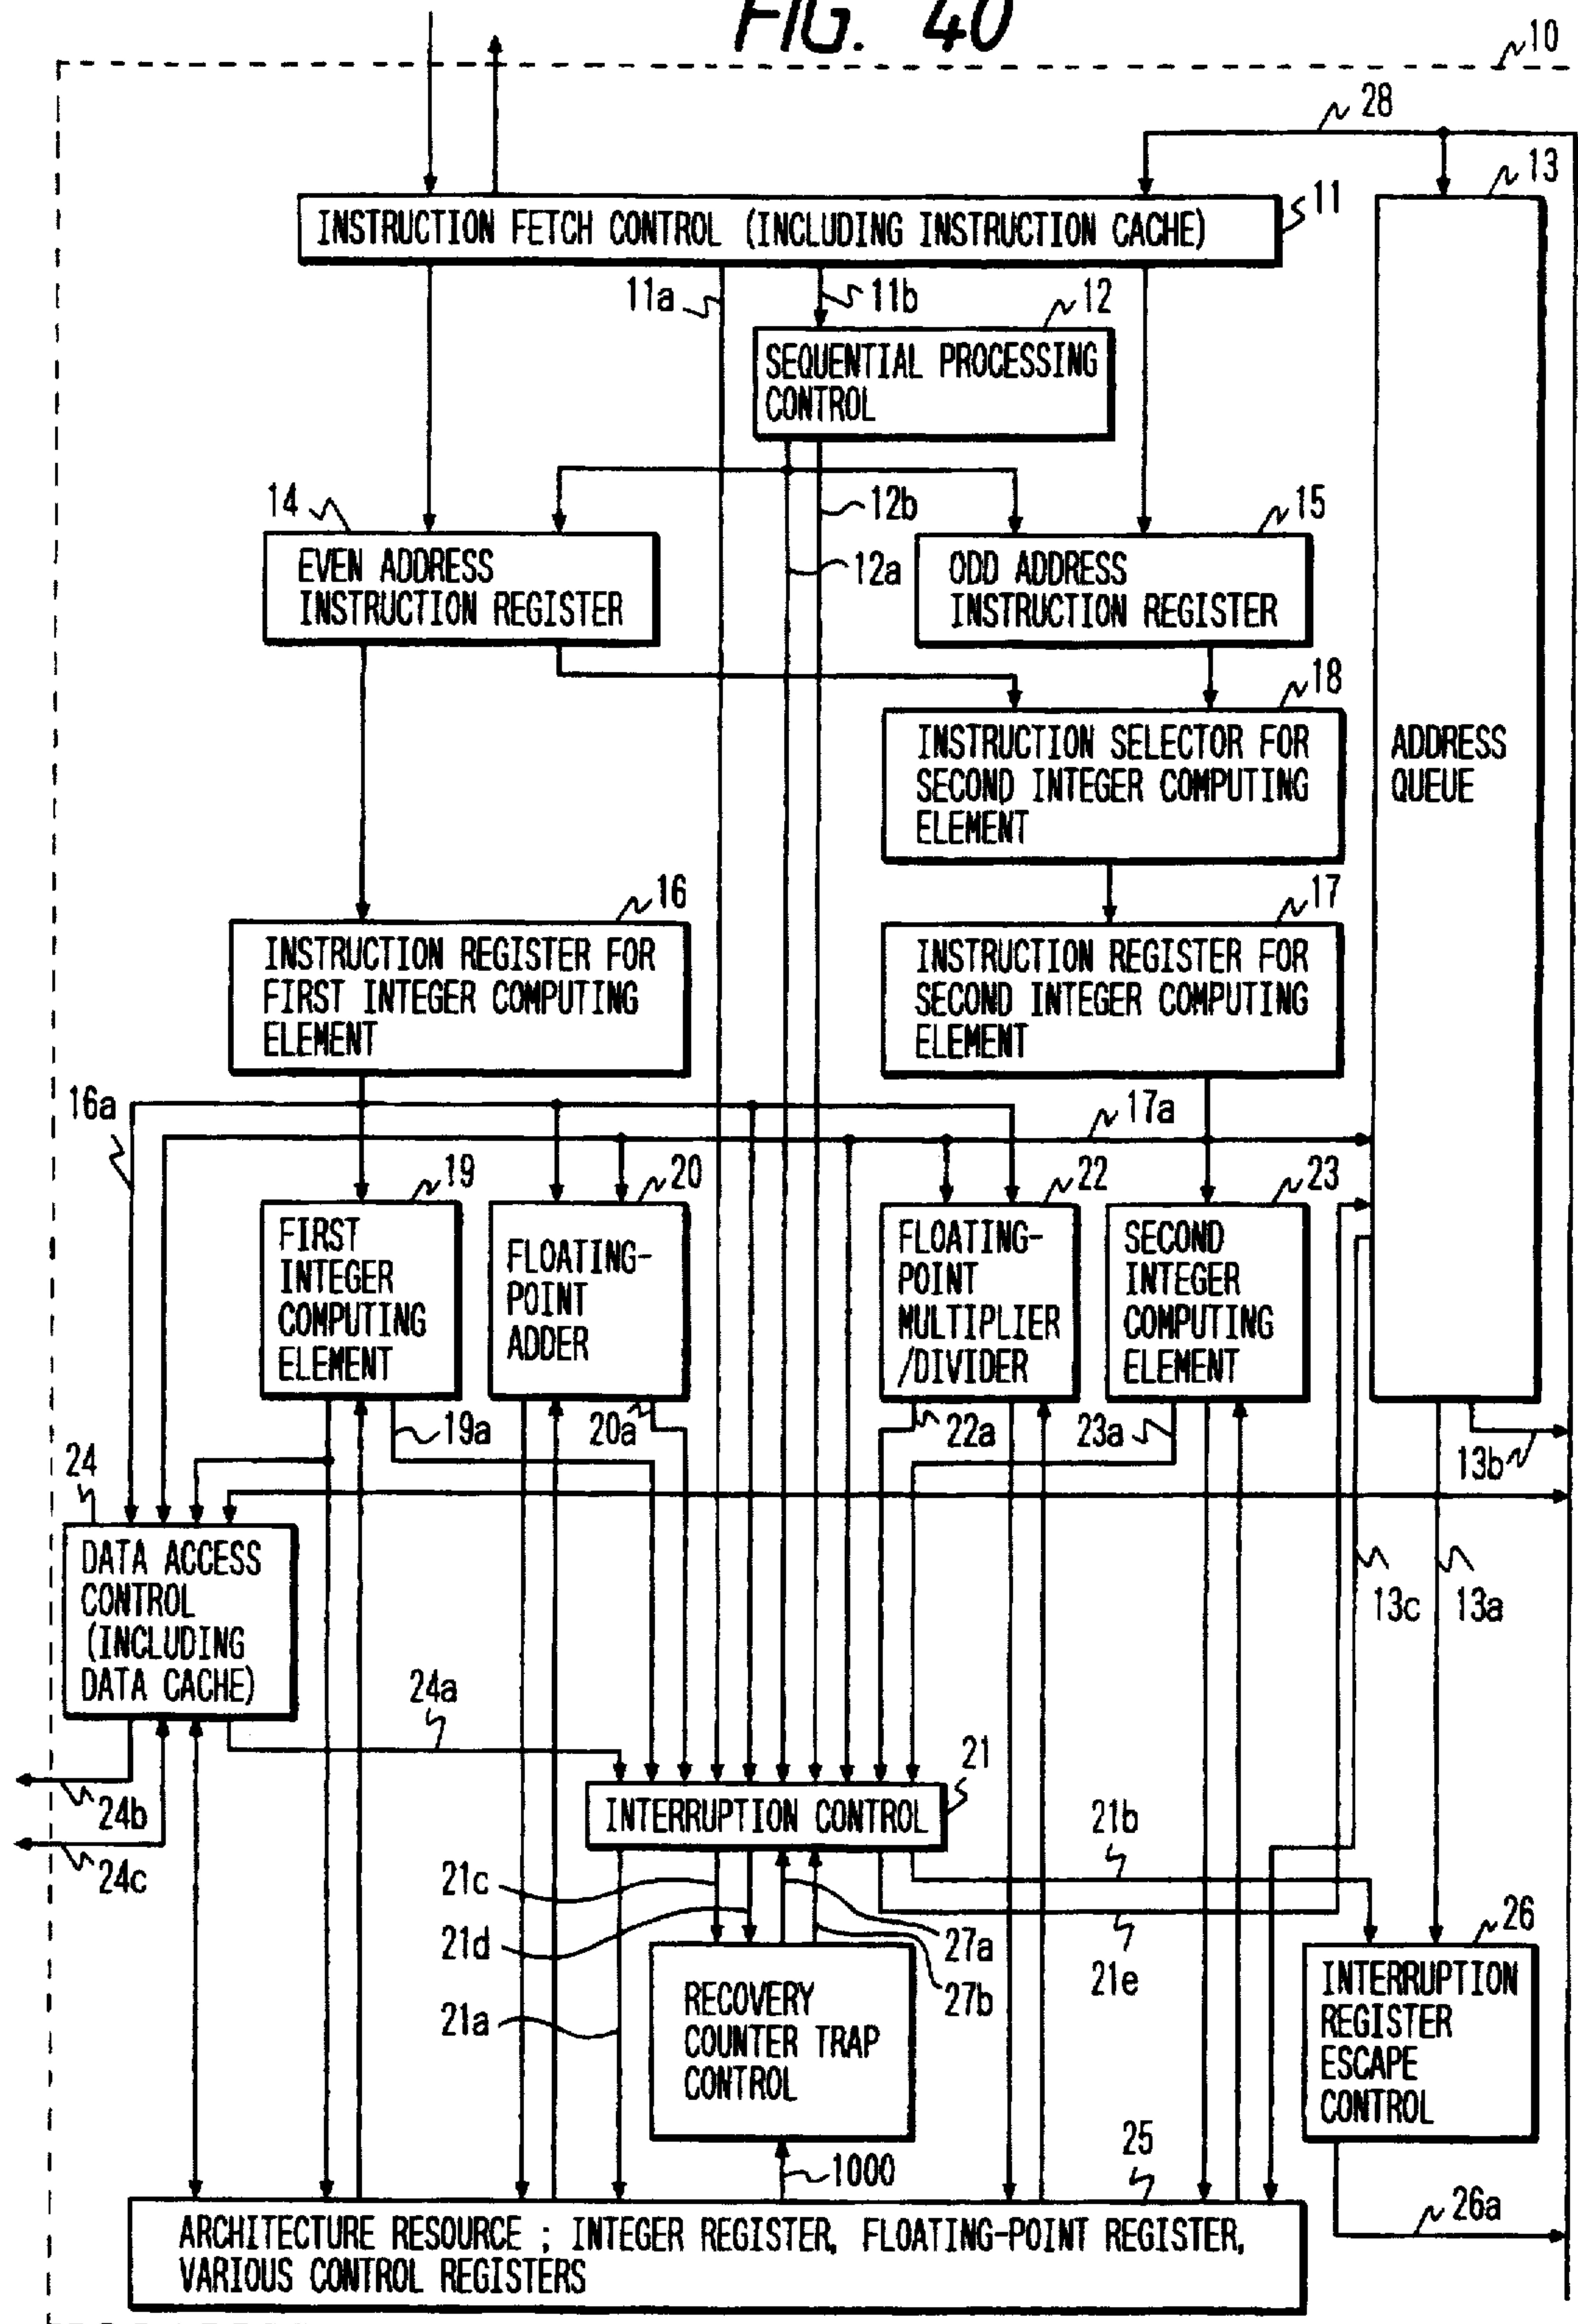 FIG. 40
10
28
13
INSTRUCTION FETCH CONTROL (INCLUDING INSTRUCTION CACHE)
11
11a
11b
12
SEQUENTIAL PROCESSING
CONTROL
14
12b
15
EVEN ADDRESS
INSTRUCTION REGISTER
12a
ODD ADDRESS
INSTRUCTION REGISTER
18
INSTRUCTION SELECTOR FOR
SECOND INTEGER COMPUTING
ELEMENT
ADDRESS
QUEUE
16
17
INSTRUCTION REGISTER FOR
FIRST INTEGER COMPUTING
ELEMENT
INSTRUCTION REGISTER FOR
SECOND INTEGER COMPUTING
ELEMENT
16a
17a
19
20
22
23
FIRST
INTEGER
COMPUTING
ELEMENT
FLOATING-
POINT
ADDER
FLOATING-
POINT
MULTIPLIER
/DIVIDER
SECOND
INTEGER
COMPUTING
ELEMENT
19a
20a
22a
23a
13b
24
DATA ACCESS
CONTROL
(INCLUDING
DATA CACHE)
13c
13a
24a
21
INTERRUPTION CONTROL
24b
24c
21b
21c
21d
27a
21e
26
21a
27b
RECOVERY
COUNTER TRAP
CONTROL
INTERRUPTION
REGISTER
ESCAPE
CONTROL
1000
25
26a
ARCHITECTURE RESOURCE ; INTEGER REGISTER, FLOATING-POINT REGISTER,
VARIOUS CONTROL REGISTERS